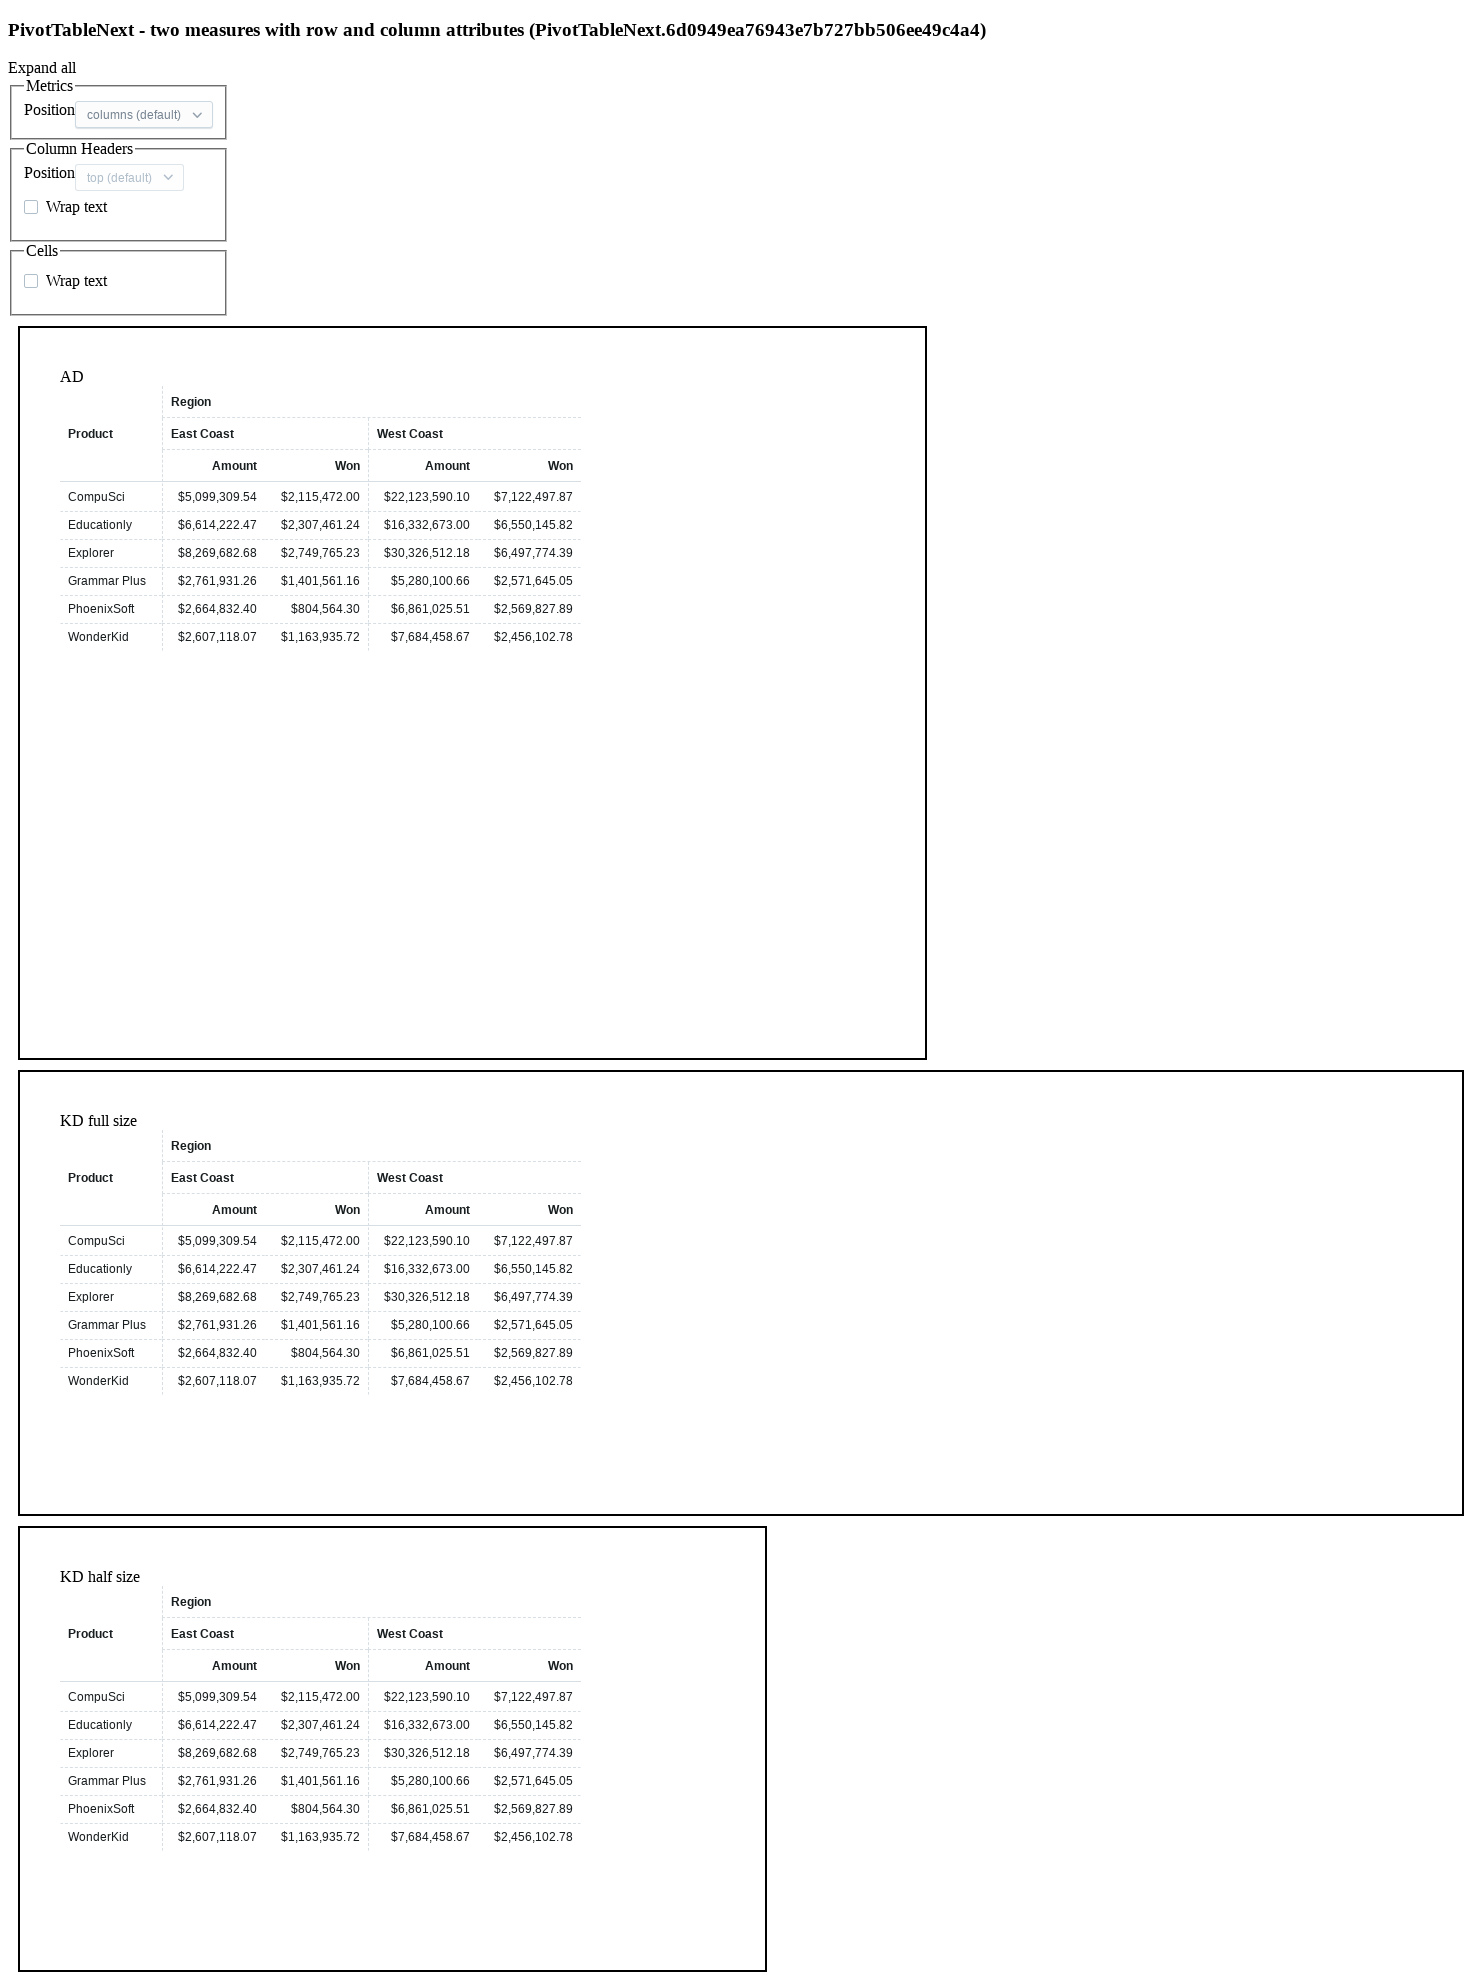 PivotTableNext - two measures with row and column attributes (PivotTableNext.6d0949ea76943e7b727bb506ee49c4a4)
Expand all
Metrics
Position columns (default)
Column Headers
Position top (default)
Wrap text
Cells
Wrap text
AD
Region
Product East Coast West Coast
Amount Won Amount Won
CompuSci $5,099,309.54 $2,115,472.00 $22,123,590.10 $7,122,497.87
Educationly $6,614,222.47 $2,307,461.24 $16,332,673.00 $6,550,145.82
Explorer $8,269,682.68 $2,749,765.23 $30,326,512.18 $6,497,774.39
Grammar Plus $2,761,931.26 $1,401,561.16 $5,280,100.66 $2,571,645.05
PhoenixSoft $2,664,832.40 $804,564.30 $6,861,025.51 $2,569,827.89
WonderKid $2,607,118.07 $1,163,935.72 $7,684,458.67 $2,456,102.78
KD full size
Region
Product East Coast West Coast
Amount Won Amount Won
CompuSci $5,099,309.54 $2,115,472.00 $22,123,590.10 $7,122,497.87
Educationly $6,614,222.47 $2,307,461.24 $16,332,673.00 $6,550,145.82
Explorer $8,269,682.68 $2,749,765.23 $30,326,512.18 $6,497,774.39
Grammar Plus $2,761,931.26 $1,401,561.16 $5,280,100.66 $2,571,645.05
PhoenixSoft $2,664,832.40 $804,564.30 $6,861,025.51 $2,569,827.89
WonderKid $2,607,118.07 $1,163,935.72 $7,684,458.67 $2,456,102.78
KD half size
Region
Product East Coast West Coast
Amount Won Amount Won
CompuSci $5,099,309.54 $2,115,472.00 $22,123,590.10 $7,122,497.87
Educationly $6,614,222.47 $2,307,461.24 $16,332,673.00 $6,550,145.82
Explorer $8,269,682.68 $2,749,765.23 $30,326,512.18 $6,497,774.39
Grammar Plus $2,761,931.26 $1,401,561.16 $5,280,100.66 $2,571,645.05
PhoenixSoft $2,664,832.40 $804,564.30 $6,861,025.51 $2,569,827.89
WonderKid $2,607,118.07 $1,163,935.72 $7,684,458.67 $2,456,102.78